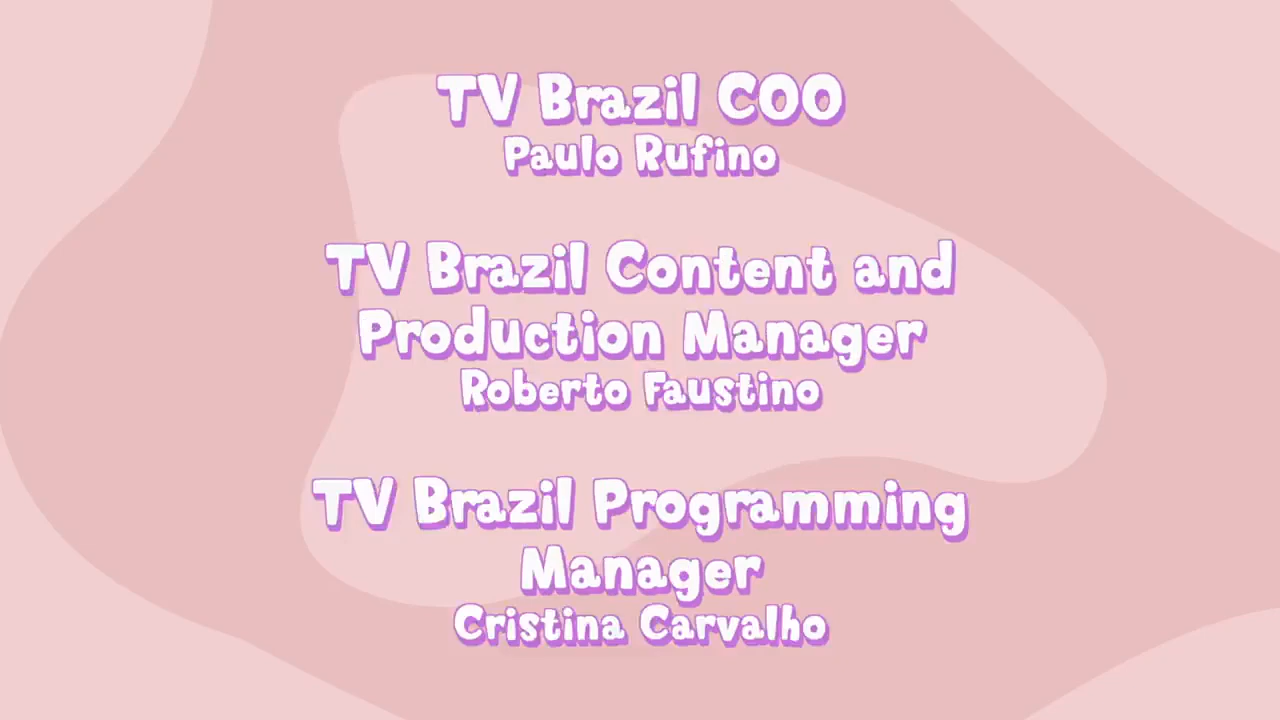 TV Brazil COO
Paulo Rufino
TV Brazil Content and
Production Manager
Roberto Faustino
TV Brazil Programming
Manager
Cristina Carvalho